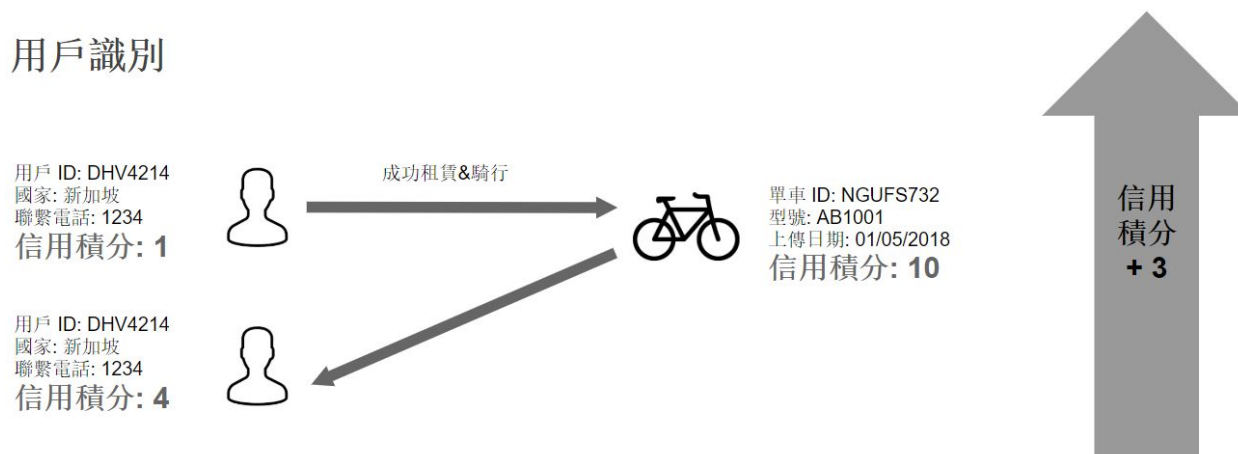 用戶識別
用戶 ID: DHV4214
國家: 新加坡
聯繫電話: 1234
信用積分: 1
成功租賃&騎行
單車 ID: NGUFS732
型號: AB1001
上傳日期: 01/05/2018
信用積分: 10
信用
積分
+ 3
用戶 ID: DHV4214
國家: 新加坡
聯繫電話: 1234
信用積分: 4